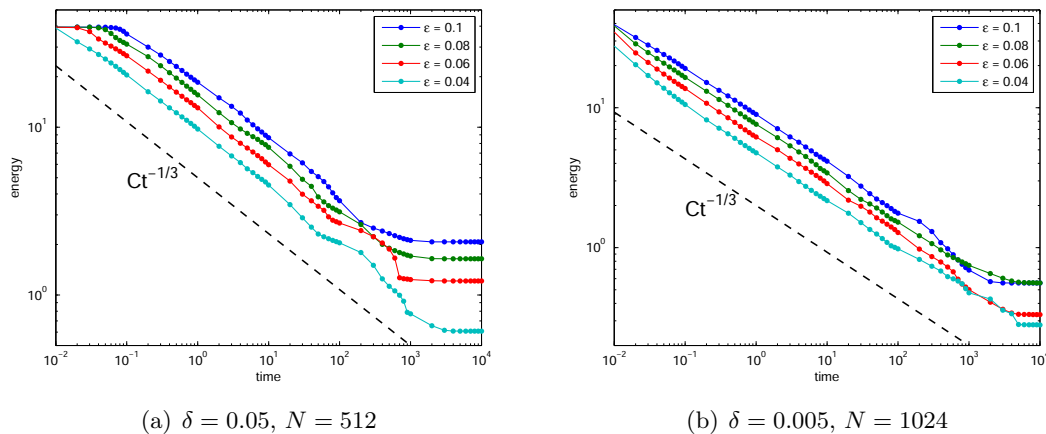 ε = 0.1
ε = 0.08
ε = 0.06
ε = 0.04
Ct^{-1/3}
energy
10^1
10^0
10^{-2} 10^{-1} 10^0 10^1 10^2 10^3 10^4
time
(a) δ = 0.05, N = 512
ε = 0.1
ε = 0.08
ε = 0.06
ε = 0.04
Ct^{-1/3}
energy
10^1
10^0
10^{-2} 10^{-1} 10^0 10^1 10^2 10^3 10^4
time
(b) δ = 0.005, N = 1024